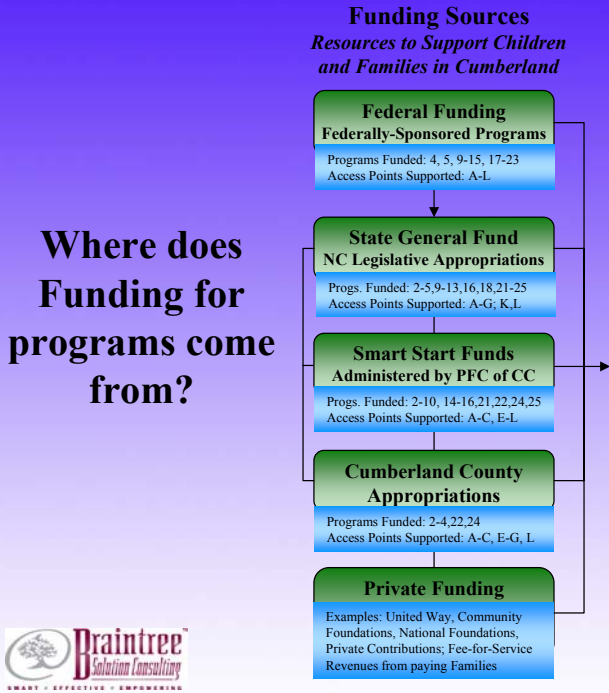 Funding Sources
Resources to Support Children
and Families in Cumberland
Where does
Funding for
programs come
from?
Federal Funding
Federally-Sponsored Programs
Programs Funded: 4, 5, 9-15, 17-23
Access Points Supported: A-L
State General Fund
NC Legislative Appropriations
Progs. Funded: 2-5,9-13,16,18,21-25
Access Points Supported: A-G; K,L
Smart Start Funds
Administered by PFC of CC
Progs. Funded: 2-10, 14-16,21,22,24,25
Access Points Supported: A-C, E-L
Cumberland County
Appropriations
Programs Funded: 2-4,22,24
Access Points Supported: A-C, E-G, L
Private Funding
Examples: United Way, Community
Foundations, National Foundations,
Private Contributions; Fee-for-Service
Revenues from paying Families
Braintree™
Solution Consulting
SMART • EFFECTIVE • EMPOWERING